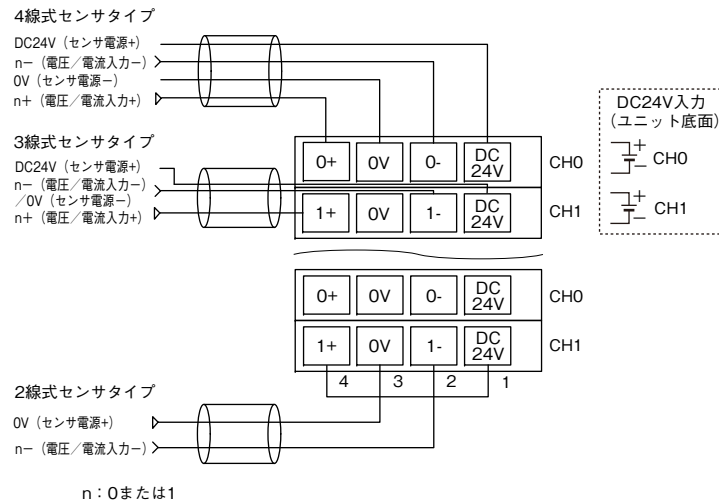 4線式センサタイプ
DC24V（センサ電源+）
n−（電圧／電流入力−）
0V（センサ電源−）
n+（電圧／電流入力+）
3線式センサタイプ
DC24V（センサ電源+）
n−（電圧／電流入力−）
／0V（センサ電源−）
n+（電圧／電流入力+）
0+ 0V 0- DC 24V CH0
1+ 0V 1- DC 24V CH1
DC24V入力
（ユニット底面）
+ − CH0
+ − CH1
0+ 0V 0- DC 24V CH0
1+ 0V 1- DC 24V CH1
4 3 2 1
2線式センサタイプ
0V（センサ電源+）
n−（電圧／電流入力−）
n：0または1